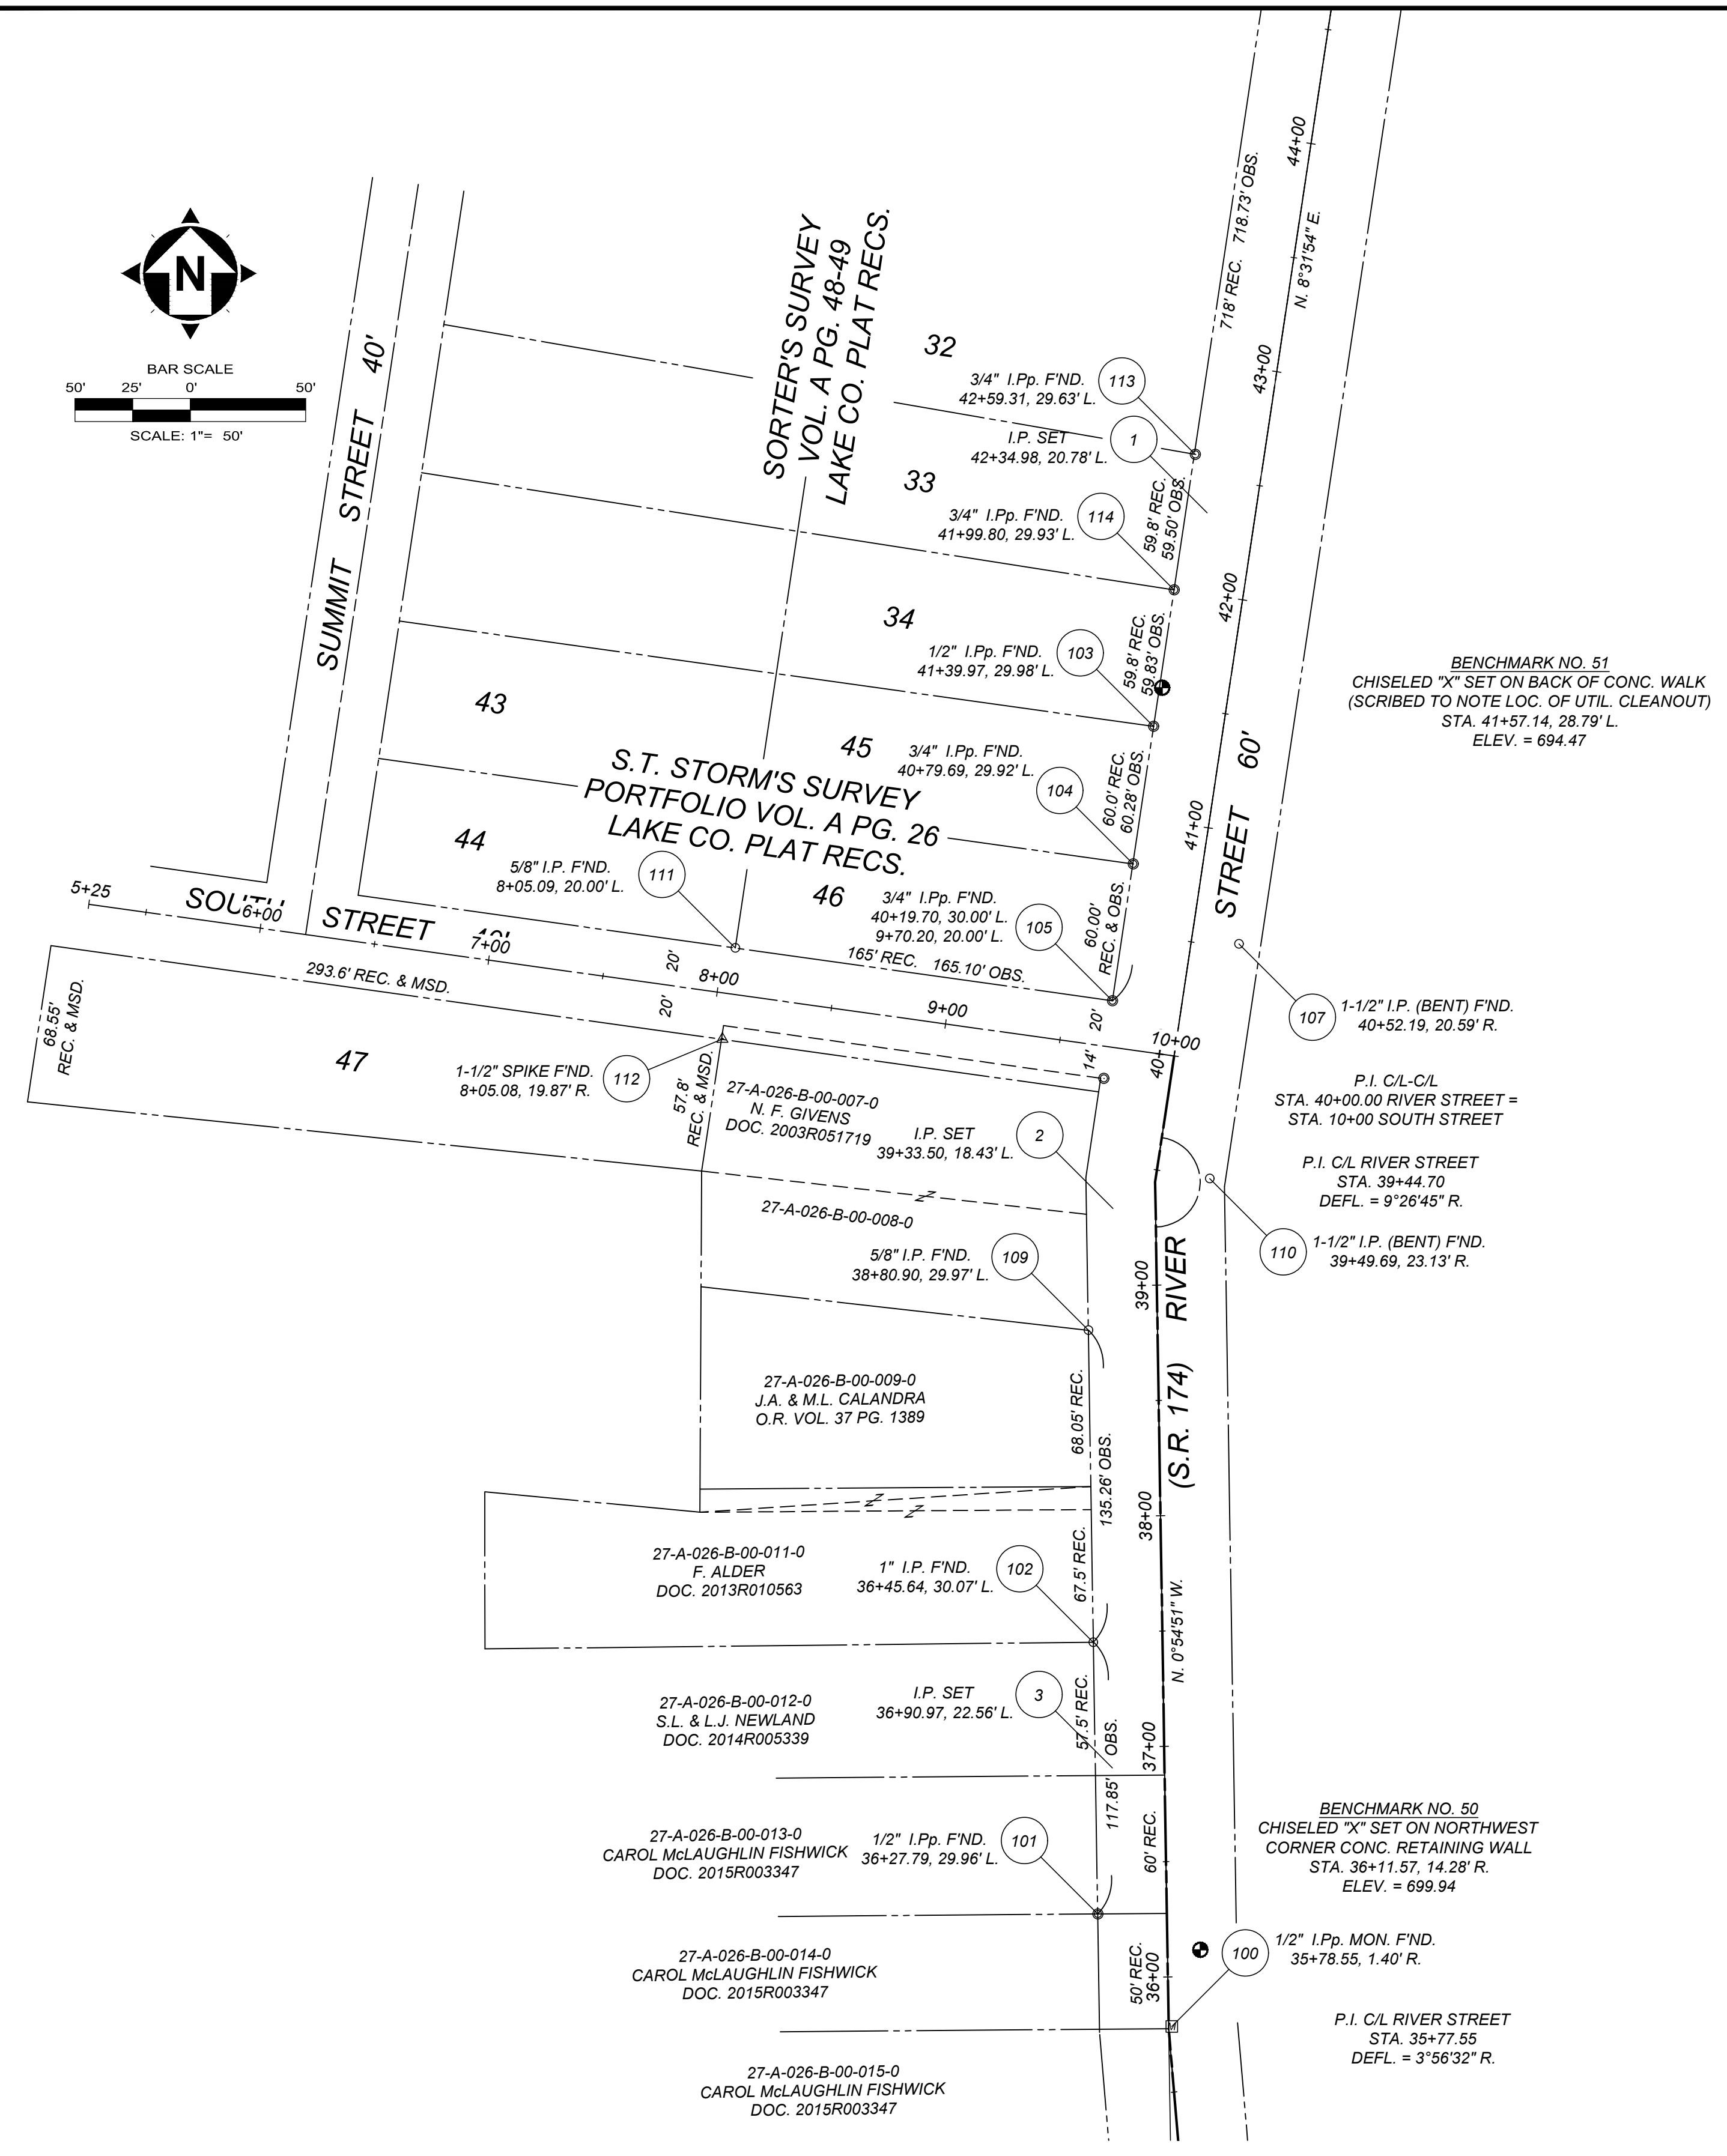 N
BAR SCALE
50' 25' 0' 50'
SCALE: 1"= 50'
SUMMIT STREET 40'
SORTER'S SURVEY
VOL. A PG. 48-49
LAKE CO. PLAT RECS.
32
3/4" I.Pp. F'ND.
42+59.31, 29.63' L.
113
I.P. SET
42+34.98, 20.78' L.
1
33
3/4" I.Pp. F'ND.
41+99.80, 29.93' L.
114
34
1/2" I.Pp. F'ND.
41+39.97, 29.98' L.
103
43
45
3/4" I.Pp. F'ND.
40+79.69, 29.92' L.
104
S.T. STORM'S SURVEY
PORTFOLIO VOL. A PG. 26
LAKE CO. PLAT RECS.
44
5/8" I.P. F'ND.
8+05.09, 20.00' L.
111
46
3/4" I.Pp. F'ND.
40+19.70, 30.00' L.
9+70.20, 20.00' L.
105
718' REC. 718.73' OBS.
N. 8°31'54" E.
44+00
43+00
42+00
41+00
40+
59.8' REC.
59.50' OBS.
59.8' REC.
59.83' OBS.
60.0' REC.
60.28' OBS.
60.00'
REC. & OBS.
STREET 60'
BENCHMARK NO. 51
CHISELED "X" SET ON BACK OF CONC. WALK
(SCRIBED TO NOTE LOC. OF UTIL. CLEANOUT)
STA. 41+57.14, 28.79' L.
ELEV. = 694.47
5+25
SOUTH STREET 40'
6+00
7+00
8+00
9+00
10+00
165' REC. 165.10' OBS.
20'
20'
20'
14'
293.6' REC. & MSD.
68.55'
REC. & MSD.
47
1-1/2" SPIKE F'ND.
8+05.08, 19.87' R.
112
57.8'
REC. & MSD.
27-A-026-B-00-007-0
N. F. GIVENS
DOC. 2003R051719
I.P. SET
39+33.50, 18.43' L.
2
107
1-1/2" I.P. (BENT) F'ND.
40+52.19, 20.59' R.
P.I. C/L-C/L
STA. 40+00.00 RIVER STREET =
STA. 10+00 SOUTH STREET
P.I. C/L RIVER STREET
STA. 39+44.70
DEFL. = 9°26'45" R.
110
1-1/2" I.P. (BENT) F'ND.
39+49.69, 23.13' R.
27-A-026-B-00-008-0
5/8" I.P. F'ND.
38+80.90, 29.97' L.
109
39+00
(S.R. 174) RIVER
27-A-026-B-00-009-0
J.A. & M.L. CALANDRA
O.R. VOL. 37 PG. 1389
68.05' REC.
135.26' OBS.
38+00
27-A-026-B-00-011-0
F. ALDER
DOC. 2013R010563
1" I.P. F'ND.
36+45.64, 30.07' L.
102
67.5' REC.
N. 0°54'51" W.
27-A-026-B-00-012-0
S.L. & L.J. NEWLAND
DOC. 2014R005339
I.P. SET
36+90.97, 22.56' L.
3
57.5' REC.
117.85' OBS.
37+00
27-A-026-B-00-013-0
CAROL McLAUGHLIN FISHWICK
DOC. 2015R003347
1/2" I.Pp. F'ND.
36+27.79, 29.96' L.
101
60' REC.
BENCHMARK NO. 50
CHISELED "X" SET ON NORTHWEST
CORNER CONC. RETAINING WALL
STA. 36+11.57, 14.28' R.
ELEV. = 699.94
27-A-026-B-00-014-0
CAROL McLAUGHLIN FISHWICK
DOC. 2015R003347
50' REC.
36+00
100
1/2" I.Pp. MON. F'ND.
35+78.55, 1.40' R.
M
P.I. C/L RIVER STREET
STA. 35+77.55
DEFL. = 3°56'32" R.
27-A-026-B-00-015-0
CAROL McLAUGHLIN FISHWICK
DOC. 2015R003347